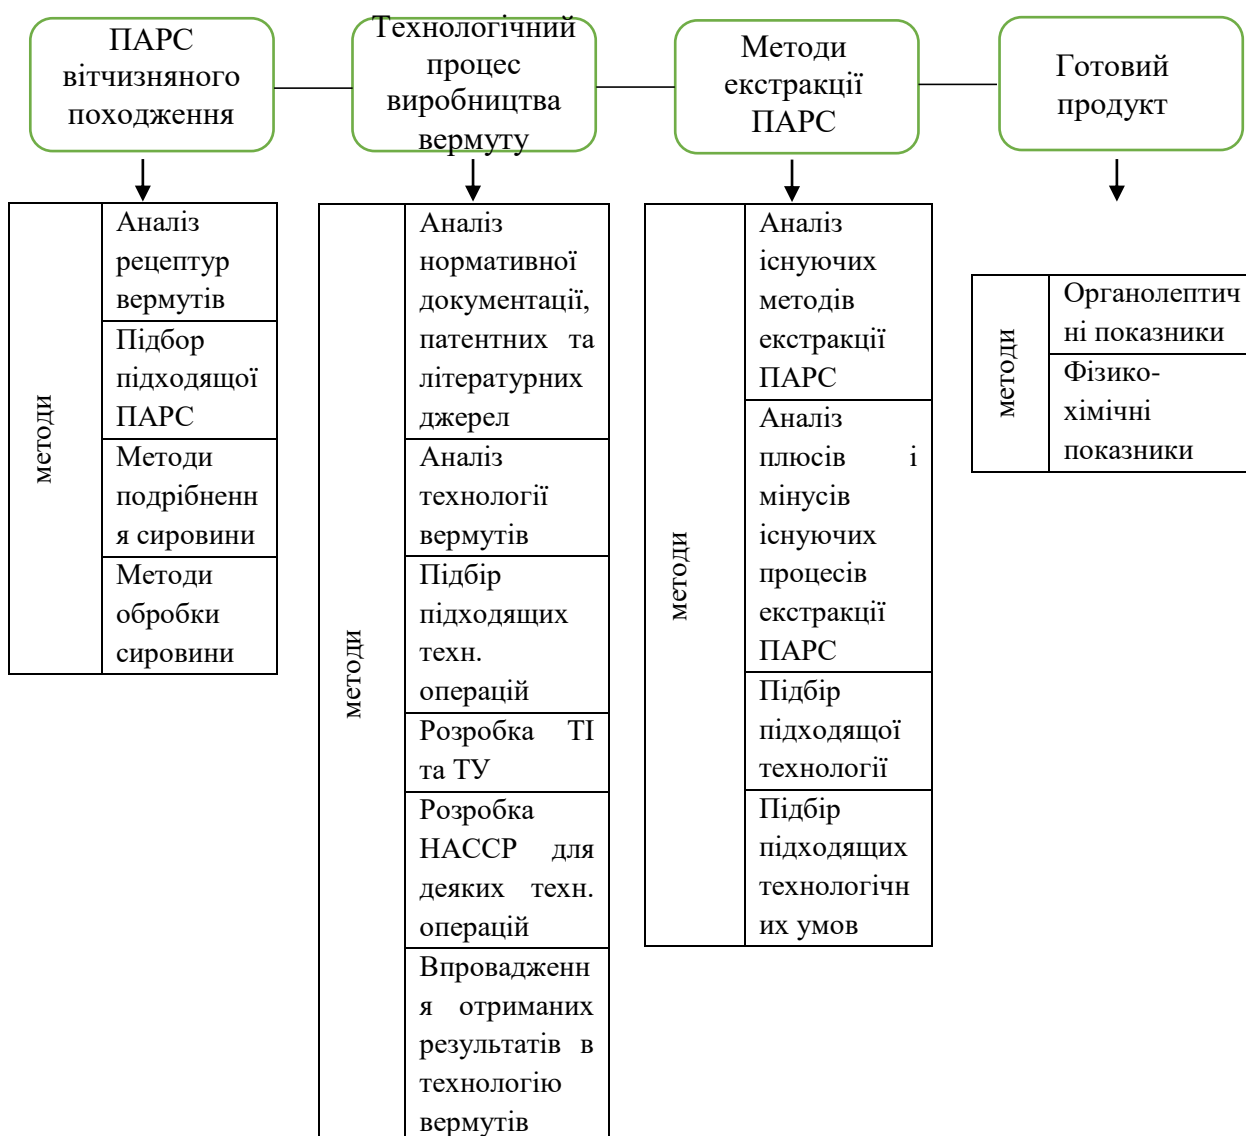 ПАРС
вітчизняного
походження
Технологічний
процес
виробництва
вермуту
Методи
екстракції
ПАРС
Готовий
продукт
методи
Аналіз
рецептур
вермутів
Підбор
підходящої
ПАРС
Методи
подрібненн
я сировини
Методи
обробки
сировини
методи
Аналіз
нормативної
документації,
патентних та
літературних
джерел
Аналіз
технології
вермутів
Підбір
підходящих
техн.
операцій
Розробка ТІ
та ТУ
Розробка
НАССР для
деяких техн.
операцій
Впровадженн
я отриманих
результатів в
технологію
вермутів
методи
Аналіз
існуючих
методів
екстракції
ПАРС
Аналіз
плюсів і
мінусів
існуючих
процесів
екстракції
ПАРС
Підбір
підходящої
технології
Підбір
підходящих
технологічн
их умов
методи
Органолептич
ні показники
Фізико-
хімічні
показники